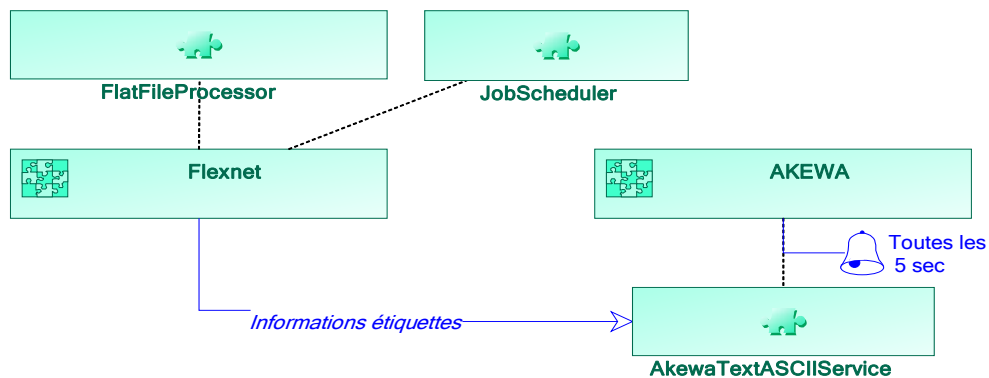 FlatFileProcessor
JobScheduler
Flexnet
AKEWA
Toutes les
5 sec
Informations étiquettes
AkewaTextASCIIService